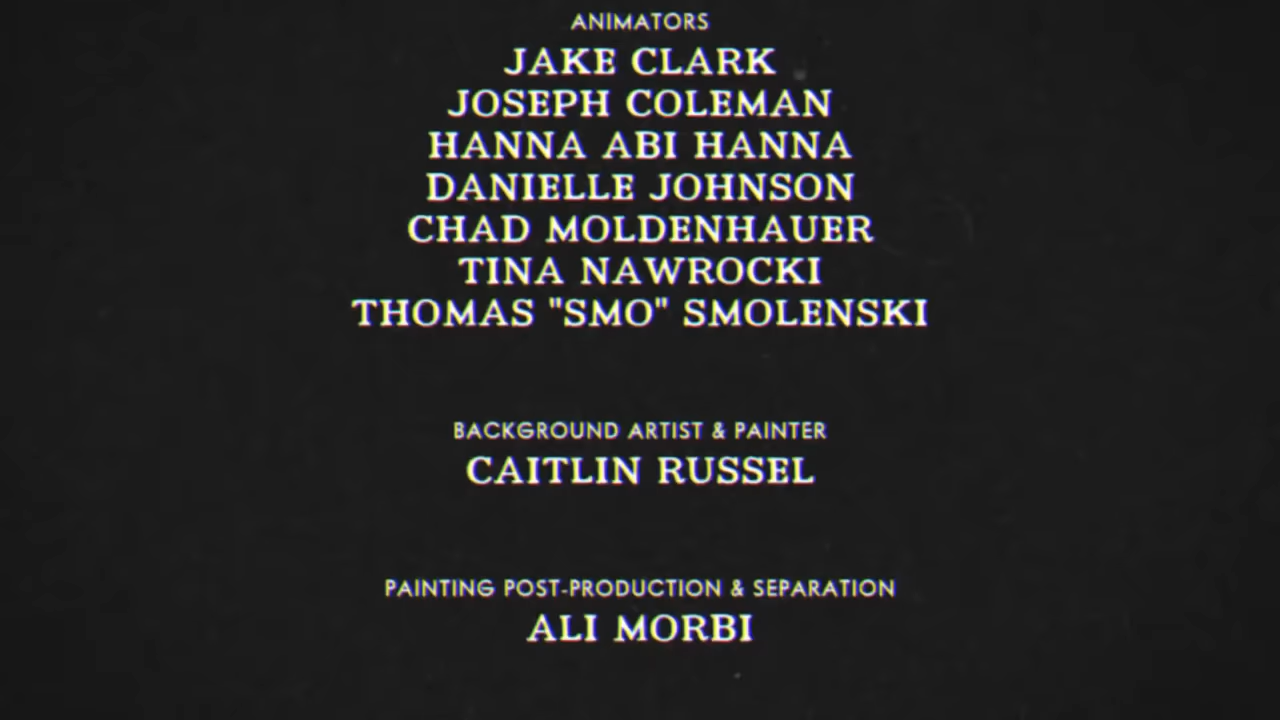 ANIMATORS
JAKE CLARK
JOSEPH COLEMAN
HANNA ABI HANNA
DANIELLE JOHNSON
CHAD MOLDENHAUER
TINA NAWROCKI
THOMAS "SMO" SMOLENSKI
BACKGROUND ARTIST & PAINTER
CAITLIN RUSSEL
PAINTING POST-PRODUCTION & SEPARATION
ALI MORBI